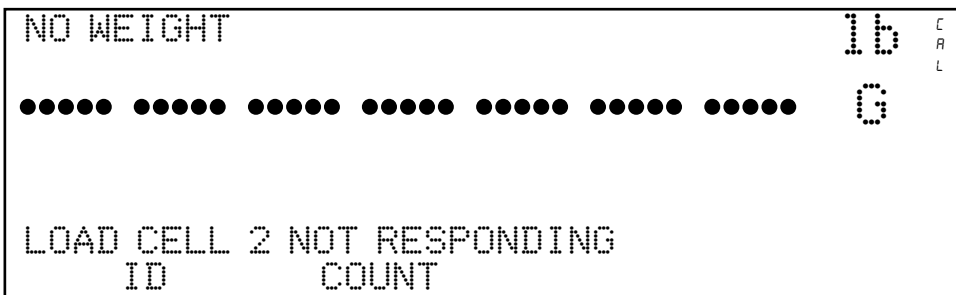 NO WEIGHT lb
CAL
G
LOAD CELL 2 NOT RESPONDING
ID COUNT